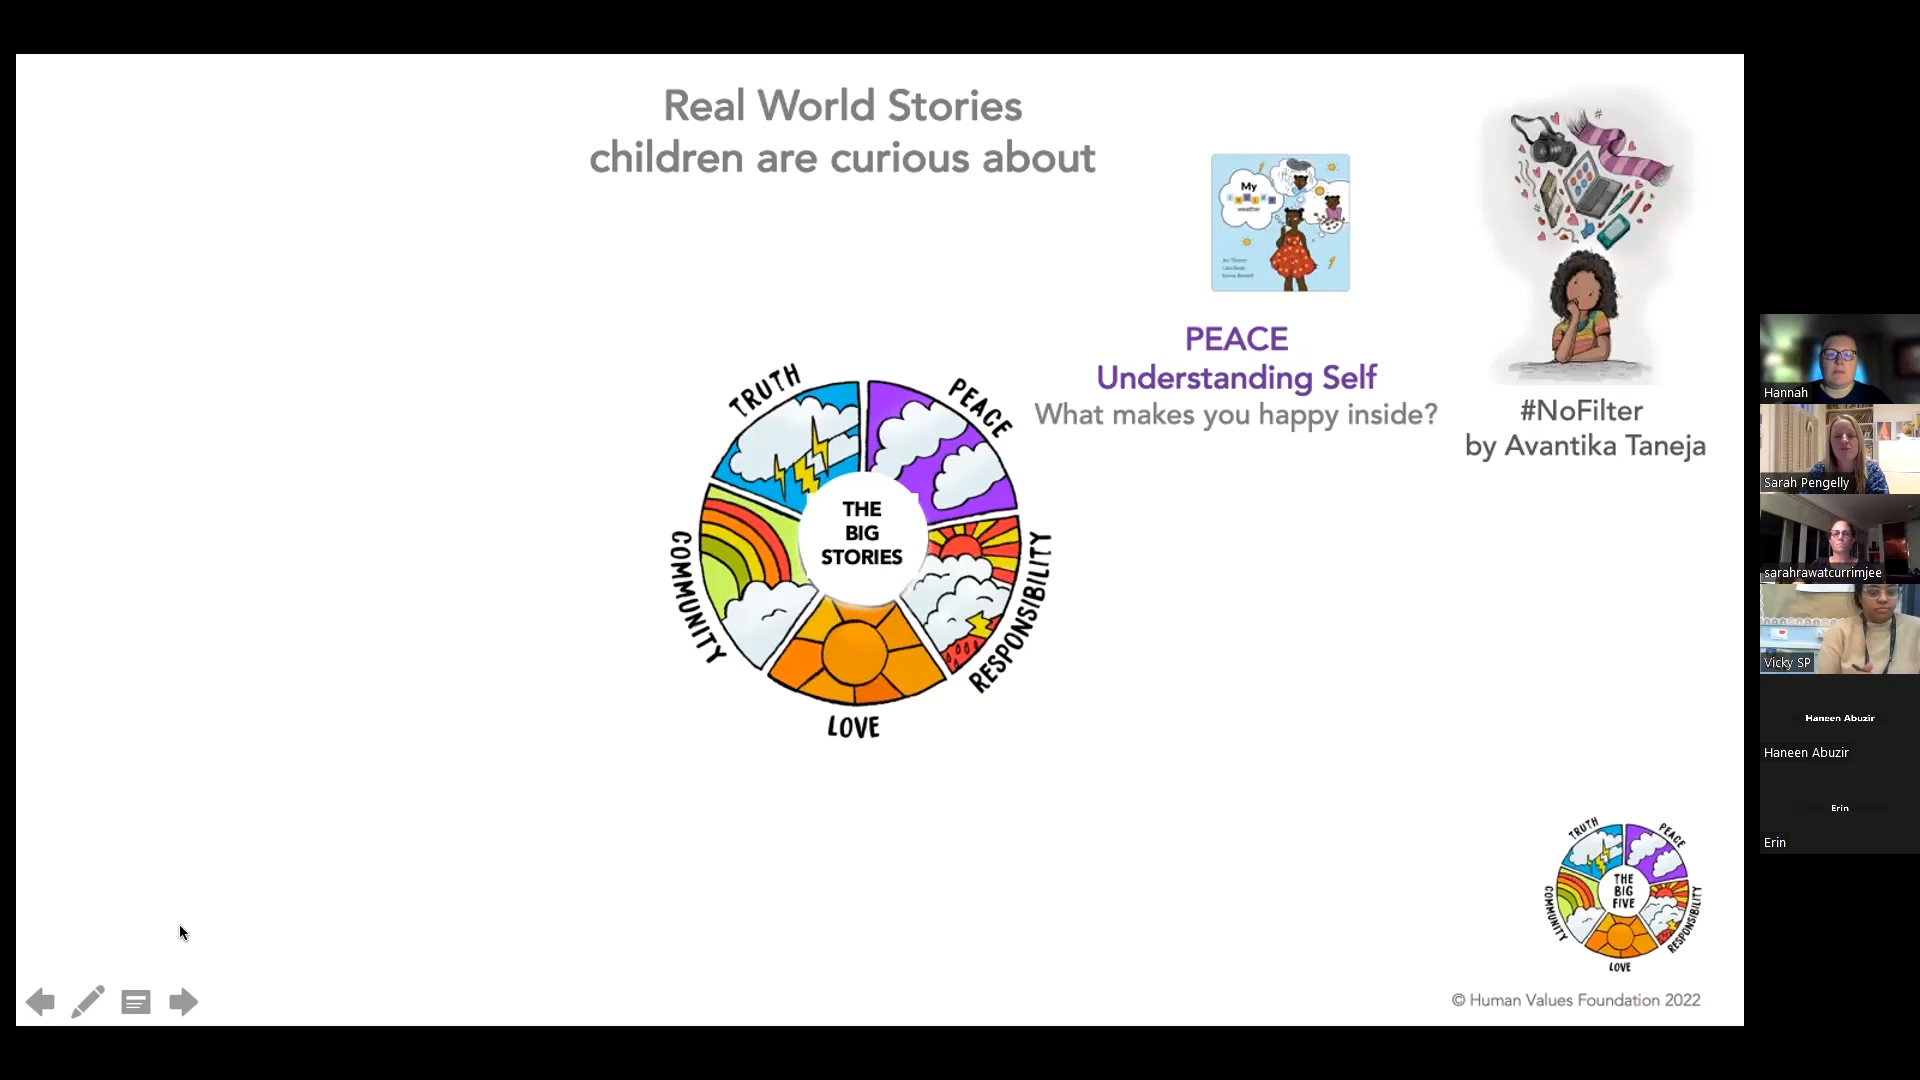 Real World Stories
children are curious about
#
My
inside
weather
PEACE
Understanding Self
What makes you happy inside?
#NoFilter
by Avantika Taneja
TRUTH
PEACE
THE
BIG
STORIES
COMMUNITY
RESPONSIBILITY
LOVE
Hannah
Sarah Pengelly
sarahrawatcurrimjee
Vicky SP
Haneen Abuzir
Haneen Abuzir
Erin
Erin
TRUTH
PEACE
THE
BIG
FIVE
COMMUNITY
RESPONSIBILITY
LOVE
© Human Values Foundation 2022